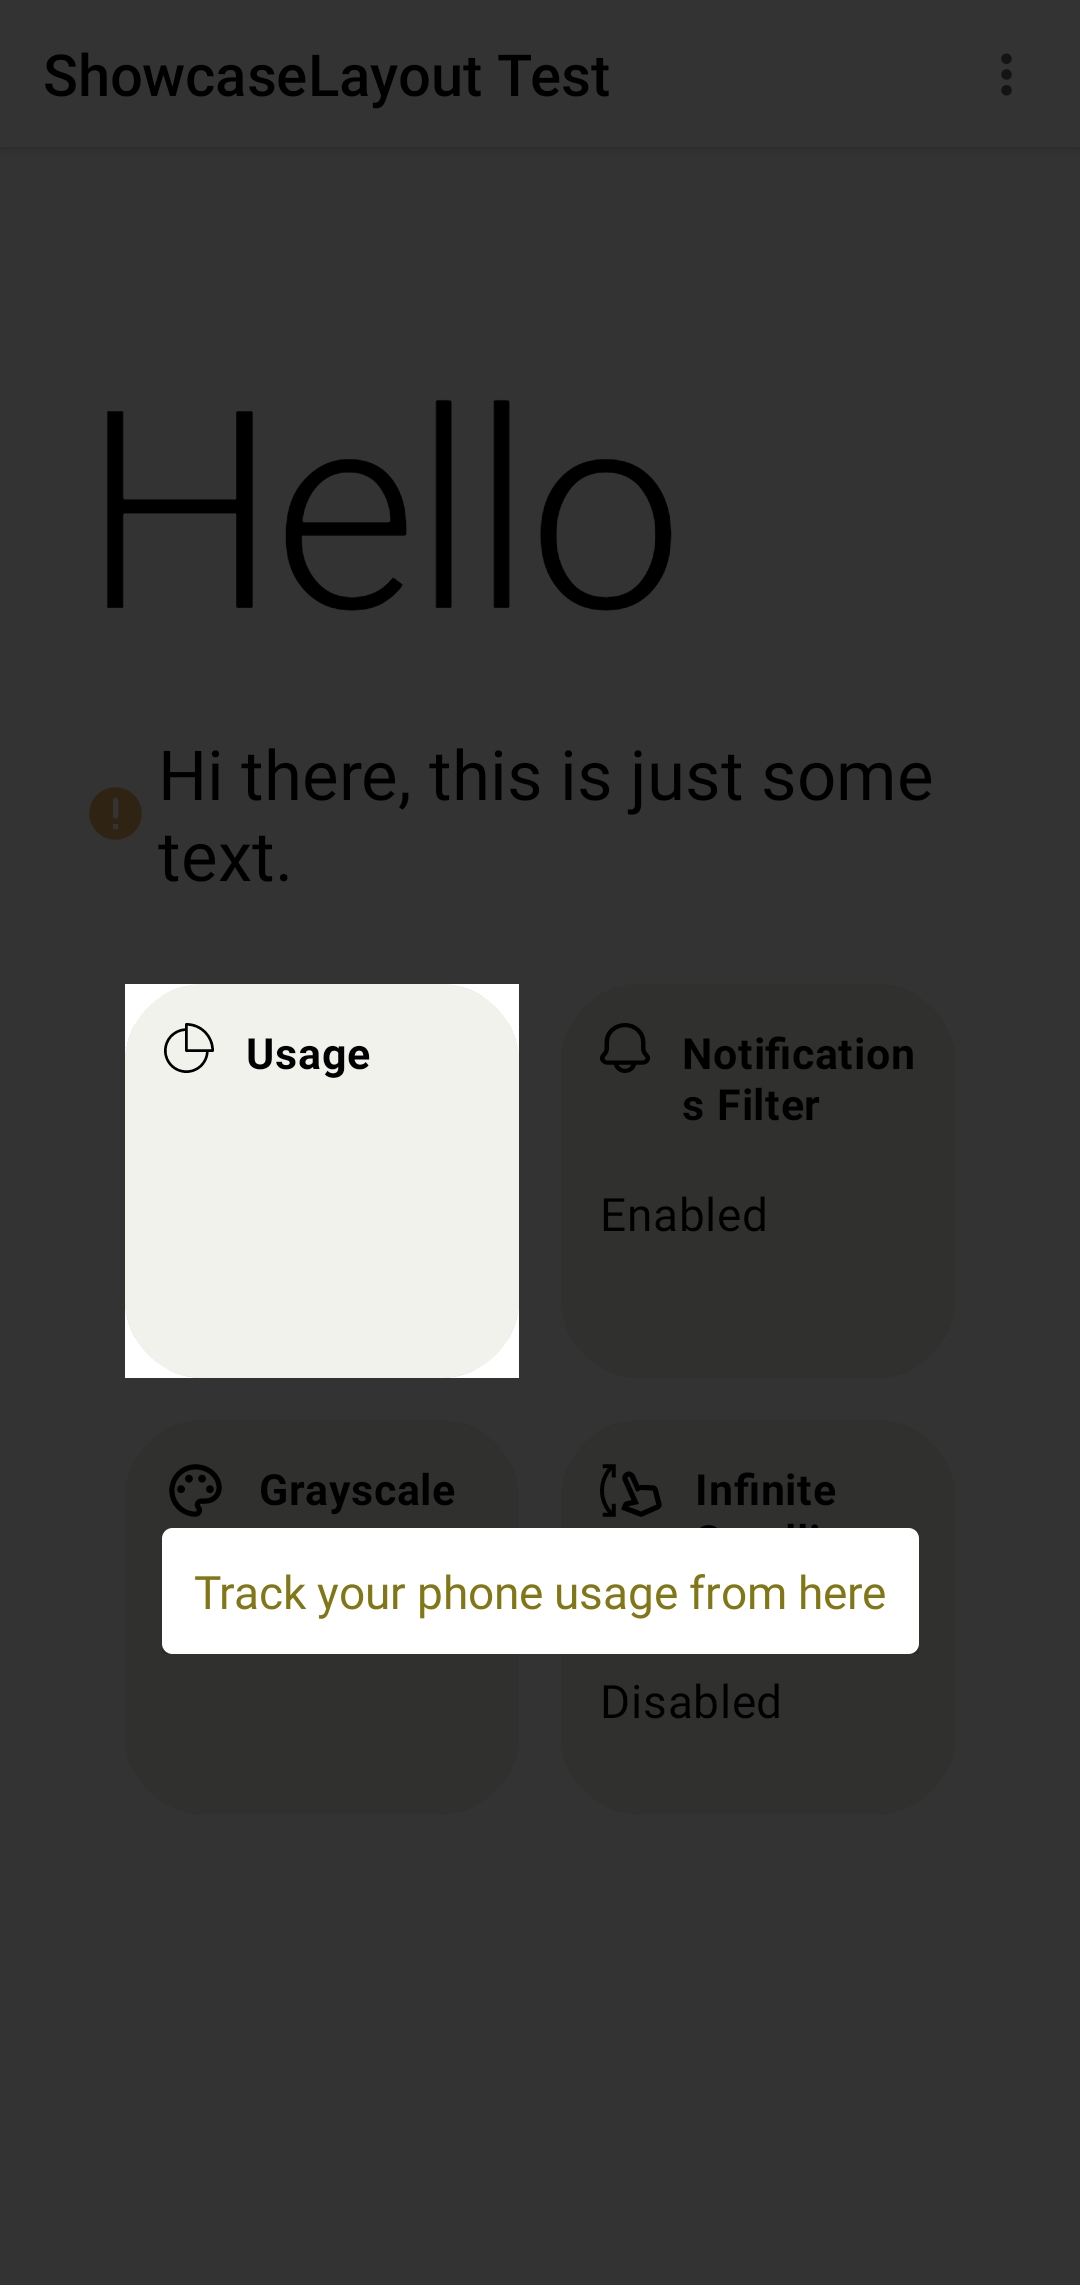 ShowcaseLayout Test
Hello
Hi there, this is just some
text.
Usage
Notification
s Filter
Enabled
Grayscale
Infinite
Track your phone usage from here
Disabled